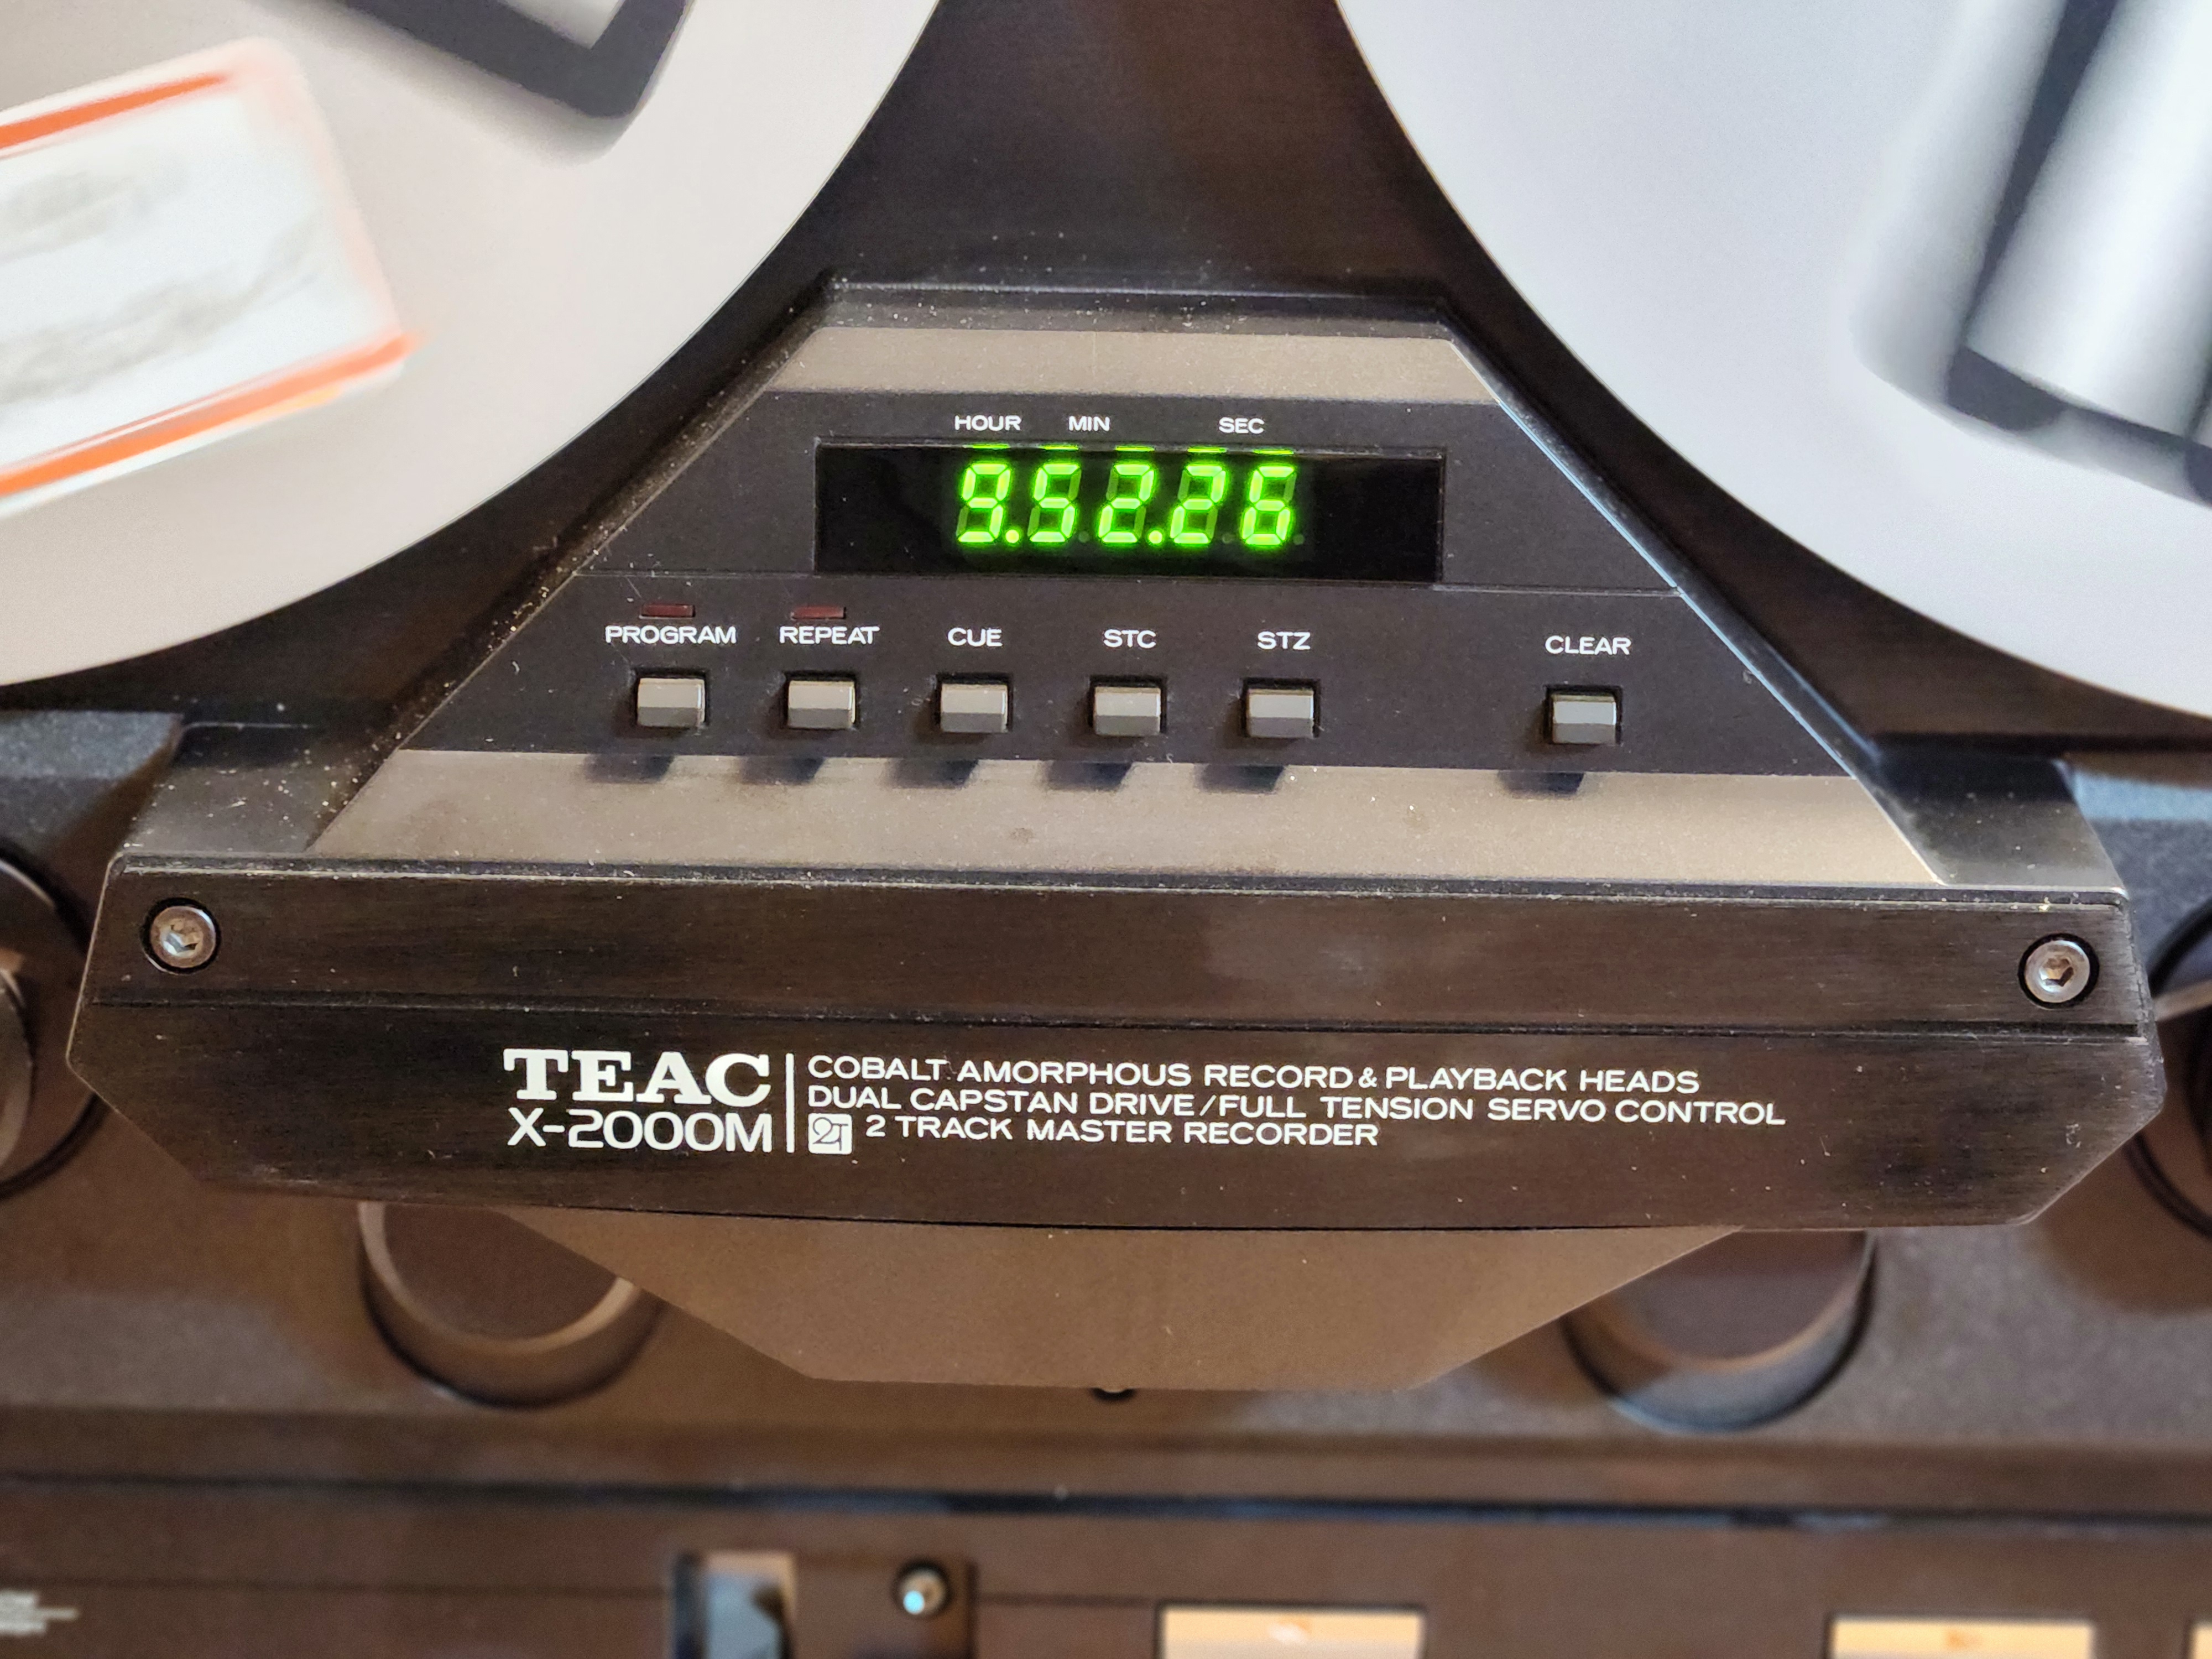 HOUR MIN SEC
9.52.26
PROGRAM REPEAT CUE STC STZ CLEAR
TEAC
X-2000M
COBALT AMORPHOUS RECORD & PLAYBACK HEADS
DUAL CAPSTAN DRIVE/FULL TENSION SERVO CONTROL
2T 2 TRACK MASTER RECORDER